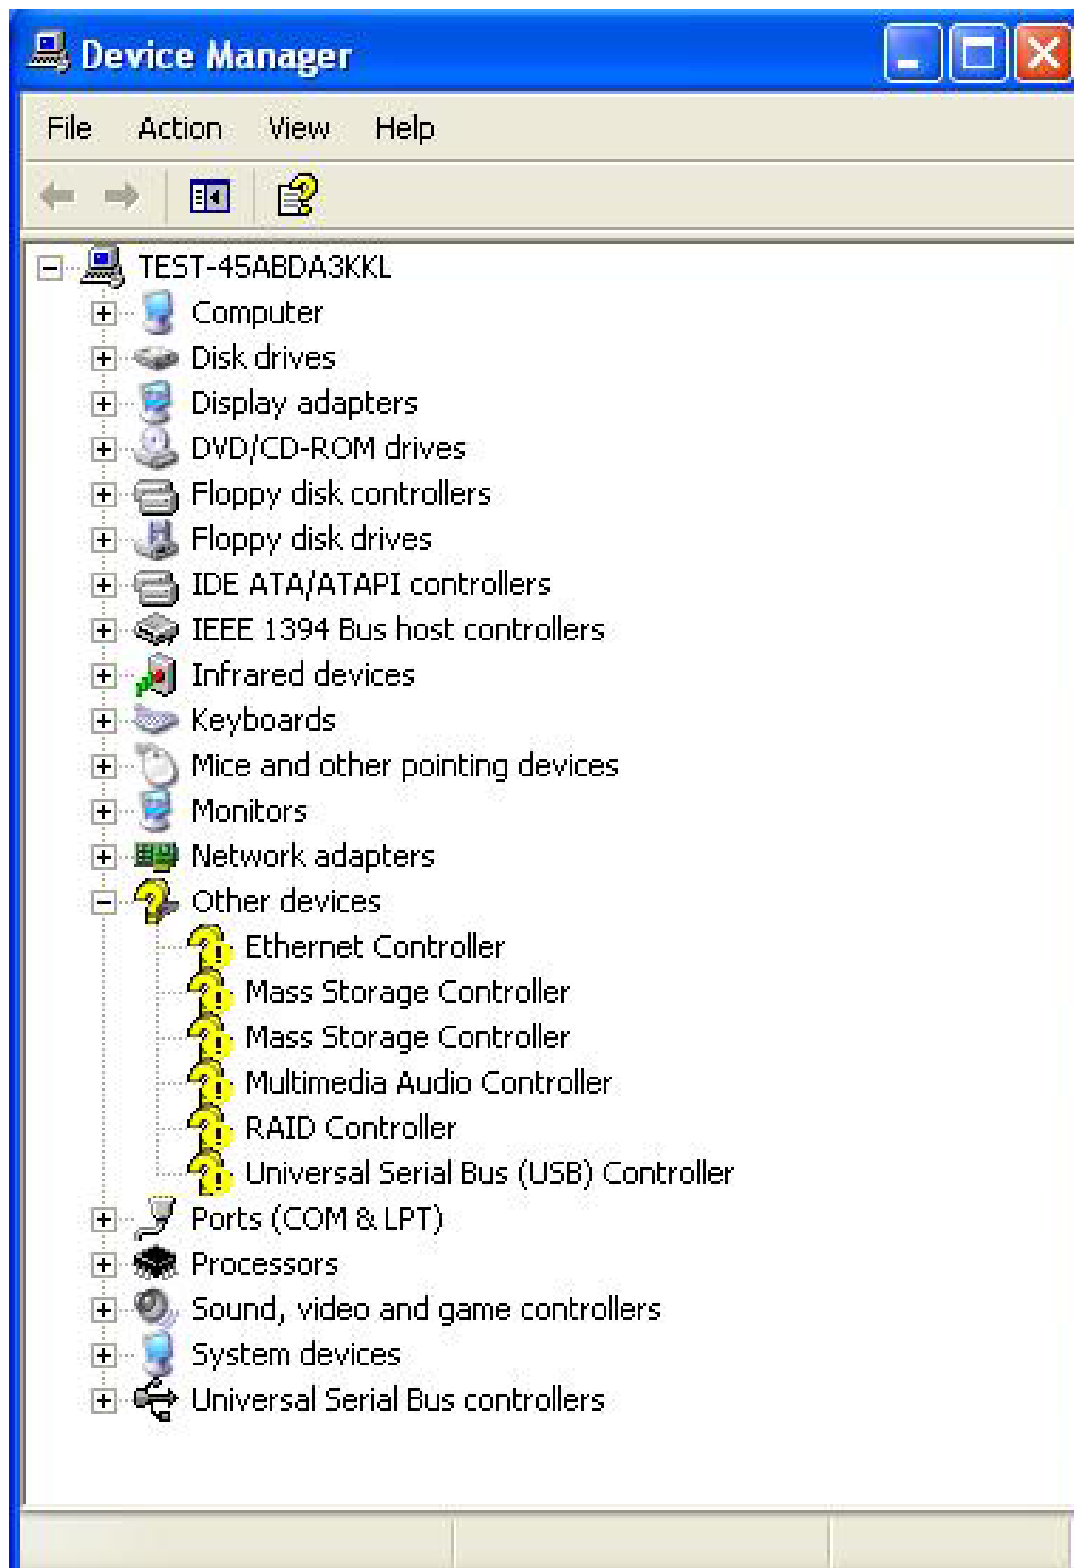 Device Manager
File Action View Help
TEST-45ABDA3KKL
Computer
Disk drives
Display adapters
DVD/CD-ROM drives
Floppy disk controllers
Floppy disk drives
IDE ATA/ATAPI controllers
IEEE 1394 Bus host controllers
Infrared devices
Keyboards
Mice and other pointing devices
Monitors
Network adapters
Other devices
Ethernet Controller
Mass Storage Controller
Mass Storage Controller
Multimedia Audio Controller
RAID Controller
Universal Serial Bus (USB) Controller
Ports (COM & LPT)
Processors
Sound, video and game controllers
System devices
Universal Serial Bus controllers